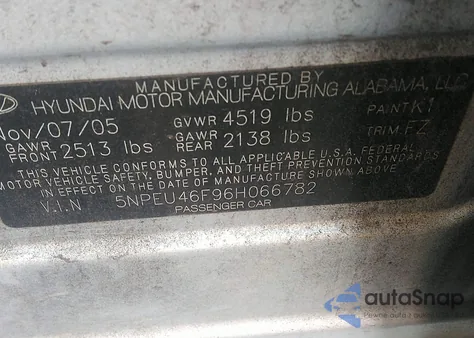 MANUFACTURED BY
HYUNDAI MOTOR MANUFACTURING ALABAMA, LLC
Nov/07/05 GVWR 4519 lbs PAINT K1
GAWR FRONT 2513 lbs GAWR REAR 2138 lbs TRIM FZ
THIS VEHICLE CONFORMS TO ALL APPLICABLE U.S.A FEDERAL
MOTOR VEHICLE SAFETY, BUMPER, AND THEFT PREVENTION STANDARDS
IN EFFECT ON THE DATE OF MANUFACTURE SHOWN ABOVE
V.I.N 5NPEU46F96H066782
PASSENGER CAR
autoSnap
Pewne auta z